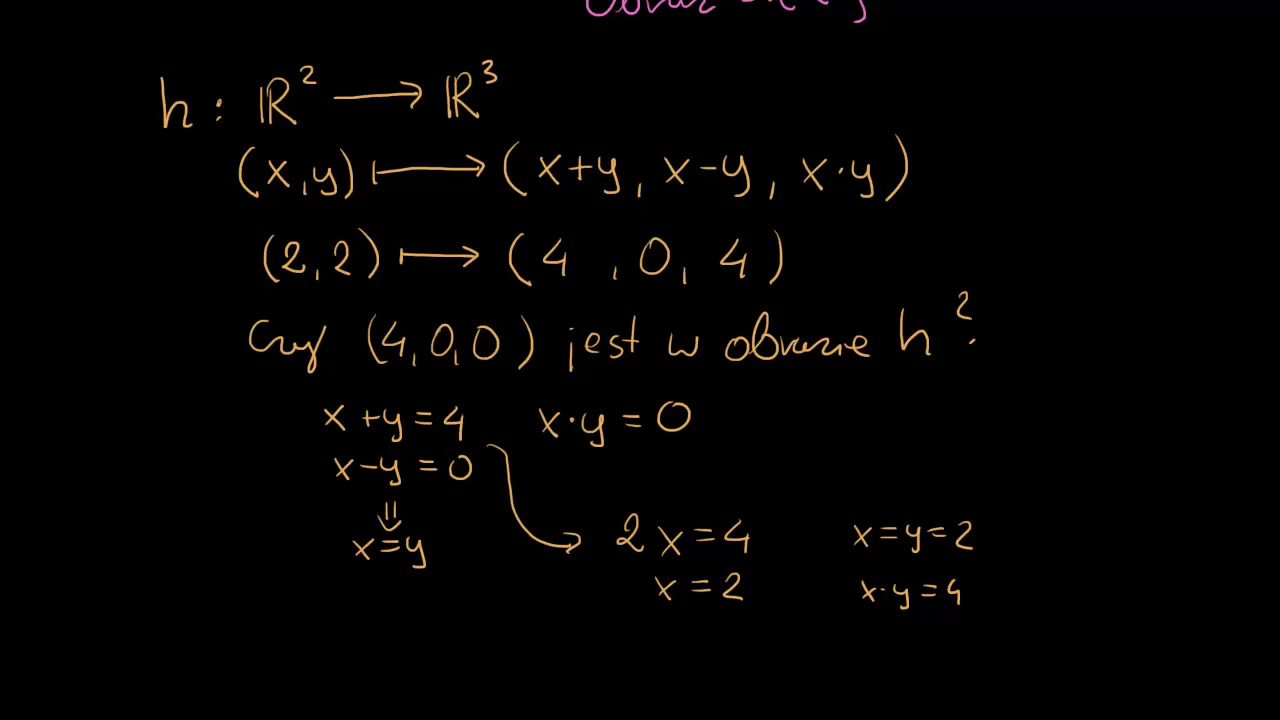 h : ℝ² ⟶ ℝ³
(x, y) ⟼ (x+y, x-y, x·y)
(2, 2) ⟼ (4, 0, 4)
Czy (4, 0, 0) jest w obrazie h?
x+y=4 x·y=0
x-y=0
⇓
x=y 2x=4 x=y=2
x=2 x·y=4